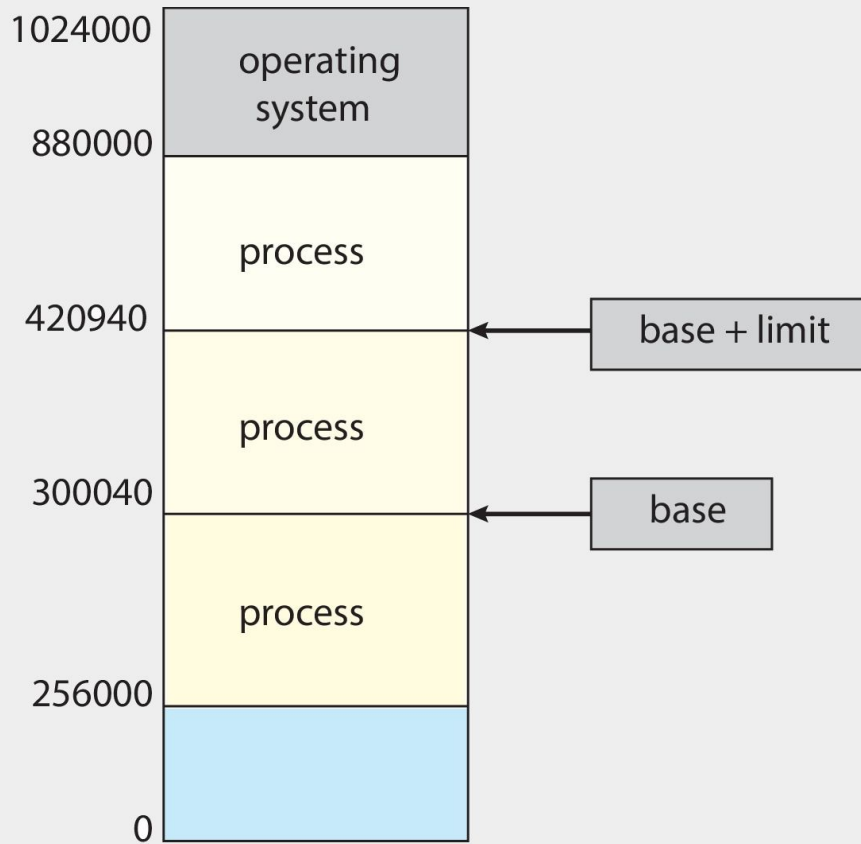 1024000
operating
system
880000
process
420940
base + limit
process
300040
base
process
256000
0